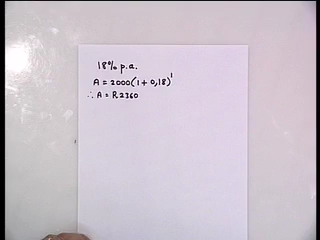 18% p.a.
A = 2000(1 + 0,18)¹
∴ A = R2360